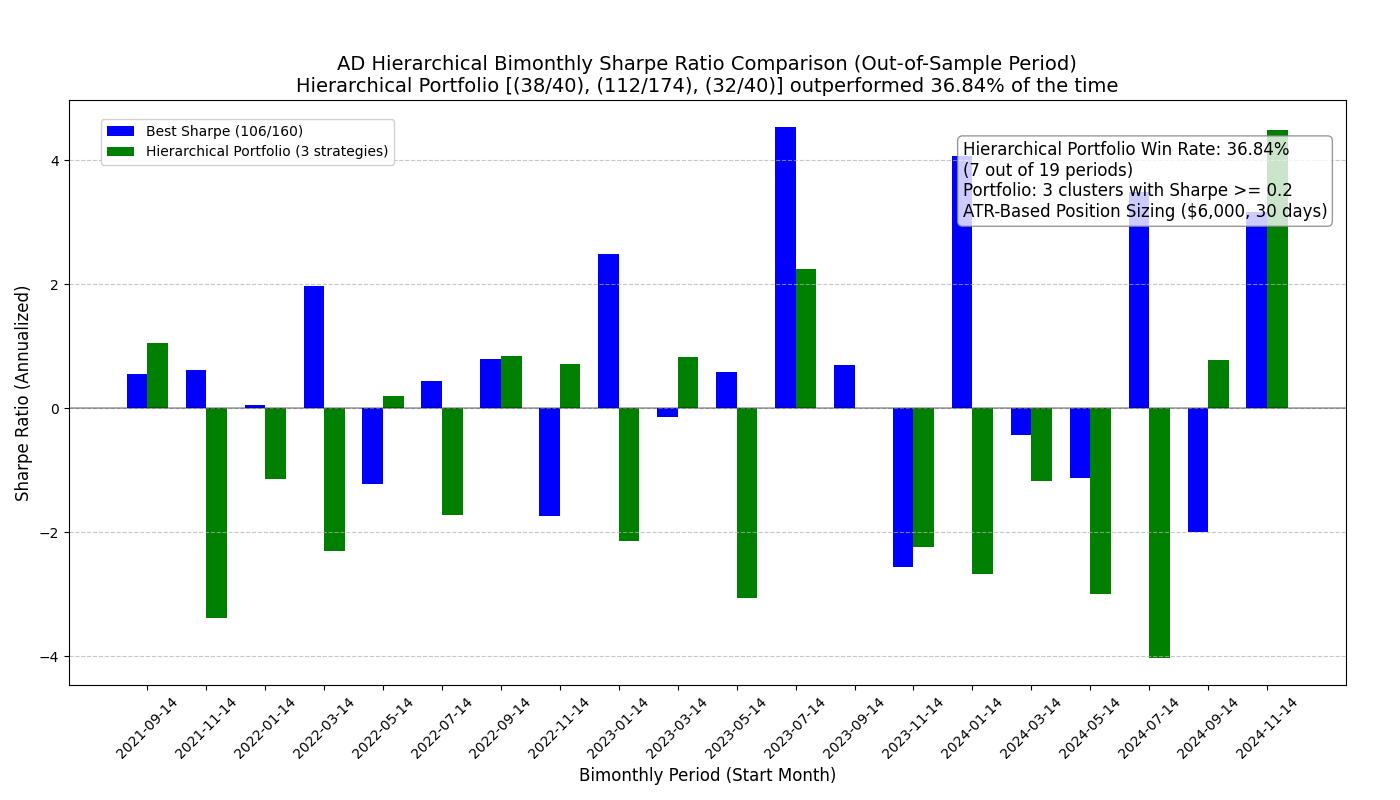 AD Hierarchical Bimonthly Sharpe Ratio Comparison (Out-of-Sample Period)
Hierarchical Portfolio [(38/40), (112/174), (32/40)] outperformed 36.84% of the time
Best Sharpe (106/160)
Hierarchical Portfolio (3 strategies)
Hierarchical Portfolio Win Rate: 36.84%
(7 out of 19 periods)
Portfolio: 3 clusters with Sharpe >= 0.2
ATR-Based Position Sizing ($6,000, 30 days)
Sharpe Ratio (Annualized)
4
2
0
−2
−4
2021-09-14
2021-11-14
2022-01-14
2022-03-14
2022-05-14
2022-07-14
2022-09-14
2022-11-14
2023-01-14
2023-03-14
2023-05-14
2023-07-14
2023-09-14
2023-11-14
2024-01-14
2024-03-14
2024-05-14
2024-07-14
2024-09-14
2024-11-14
Bimonthly Period (Start Month)